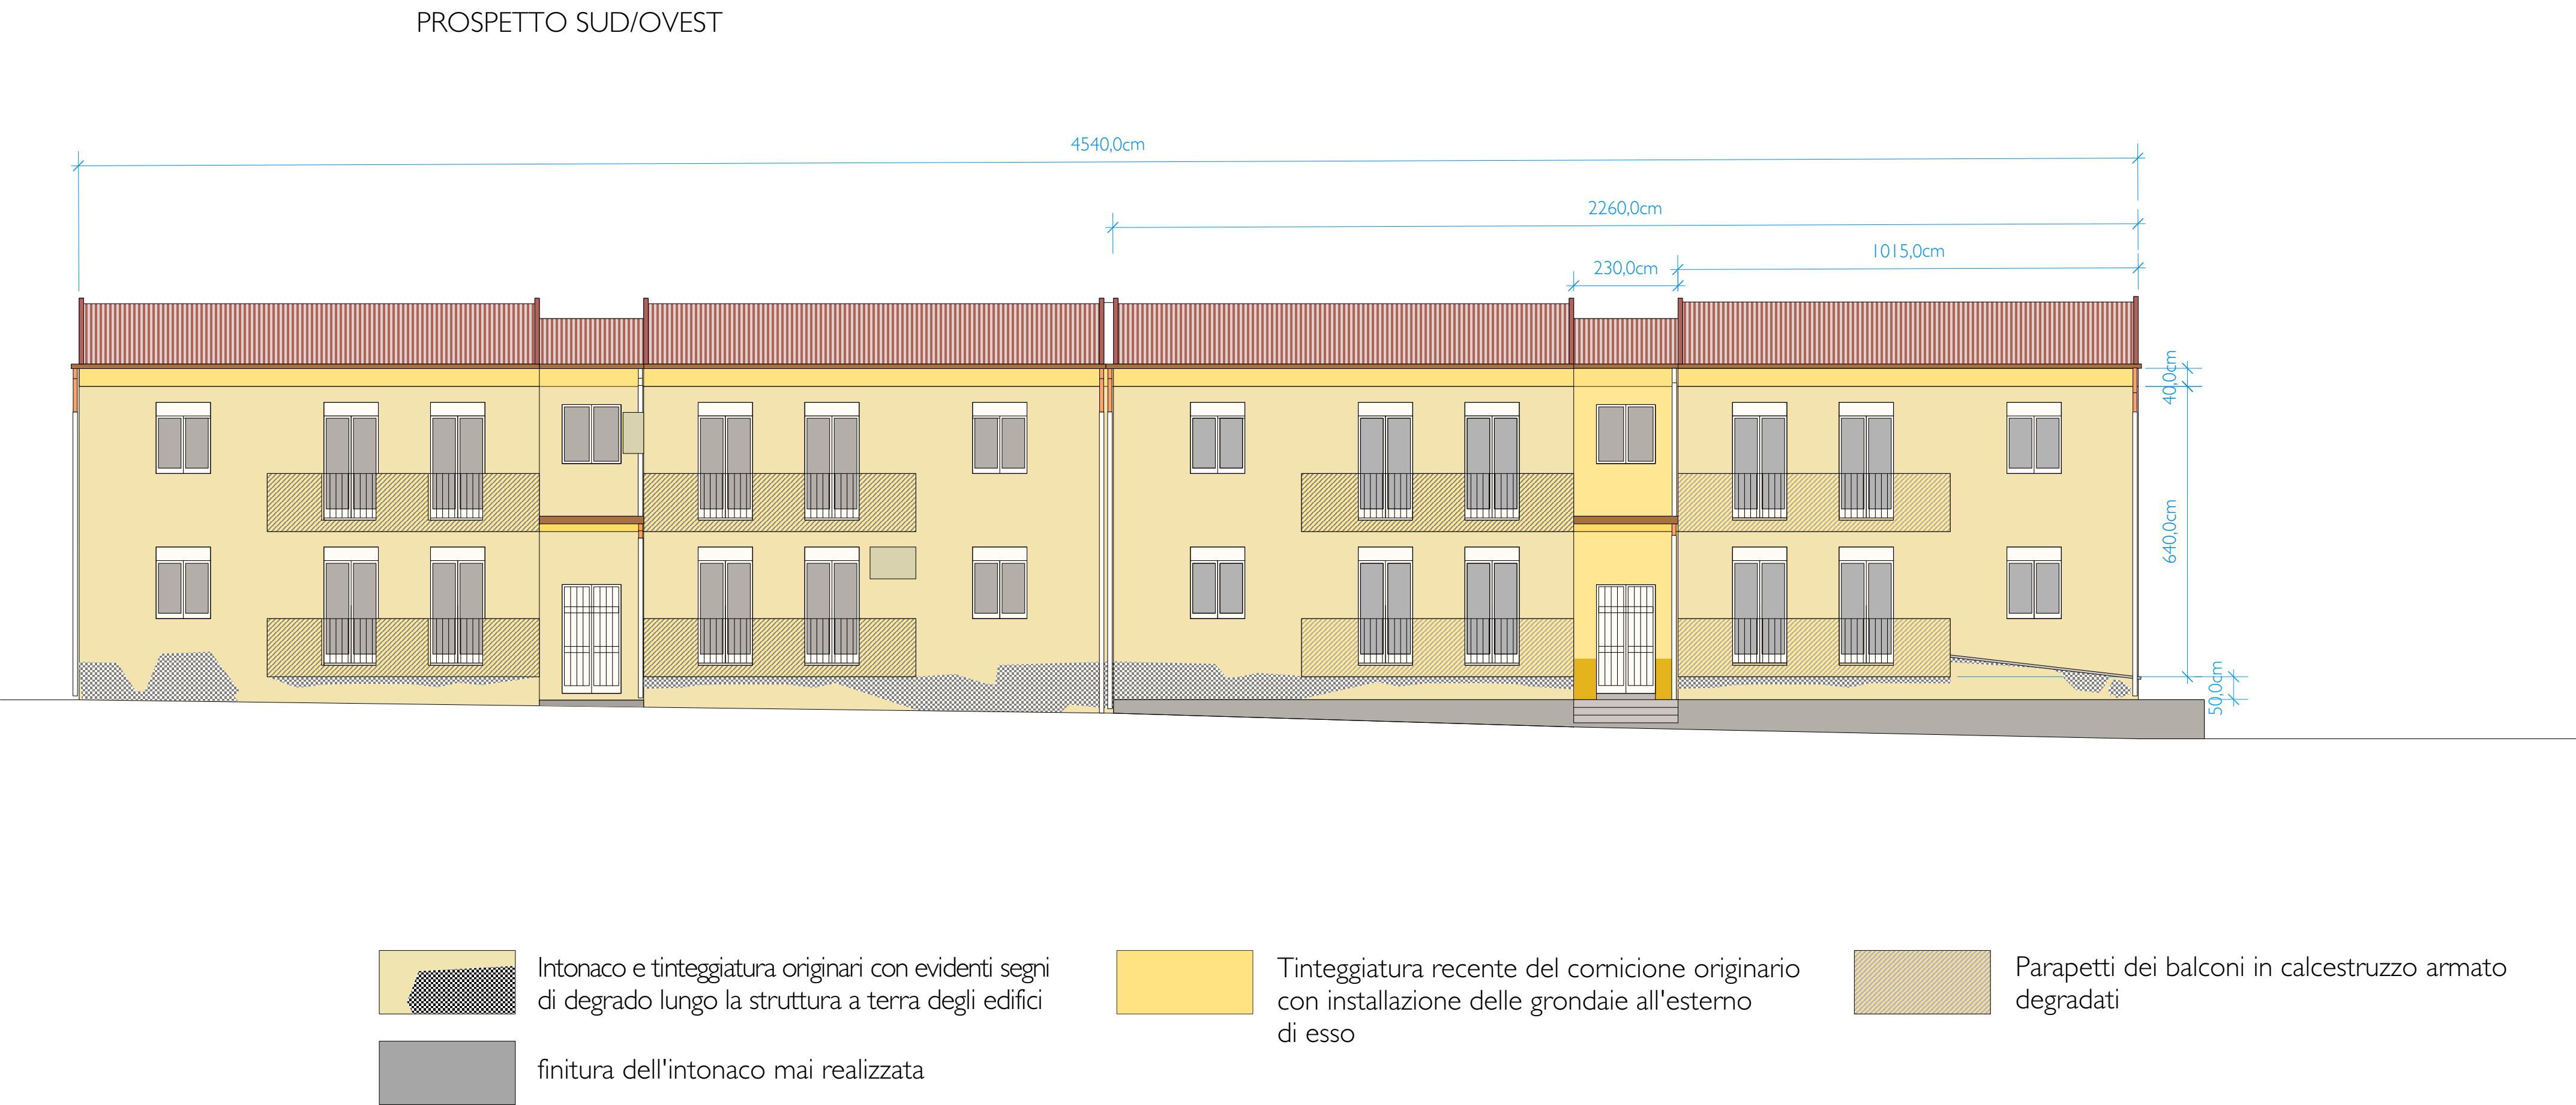 PROSPETTO SUD/OVEST
4540,0cm
2260,0cm
1015,0cm
230,0cm
40,0cm
640,0cm
50,0cm
Intonaco e tinteggiatura originari con evidenti segni
di degrado lungo la struttura a terra degli edifici
Tinteggiatura recente del cornicione originario
con installazione delle grondaie all'esterno
di esso
Parapetti dei balconi in calcestruzzo armato
degradati
finitura dell'intonaco mai realizzata